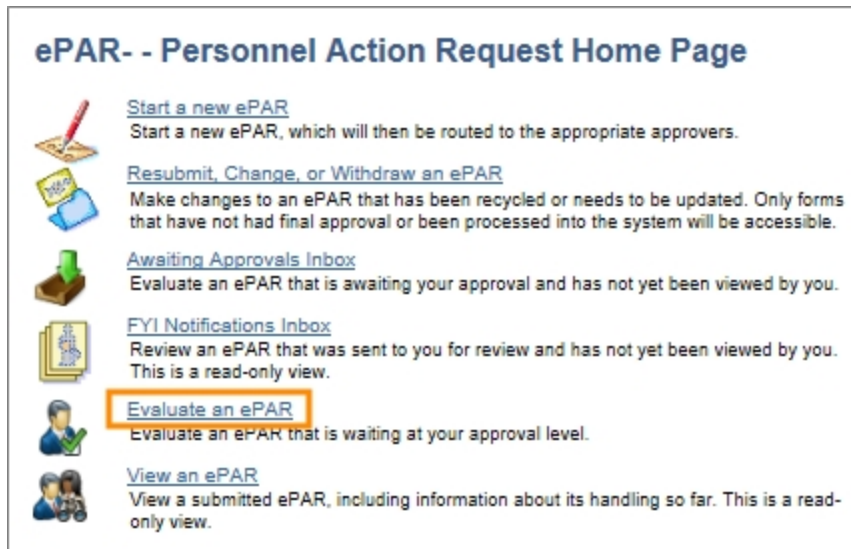 ePAR- - Personnel Action Request Home Page
Start a new ePAR
Start a new ePAR, which will then be routed to the appropriate approvers.
Resubmit, Change, or Withdraw an ePAR
Make changes to an ePAR that has been recycled or needs to be updated. Only forms
that have not had final approval or been processed into the system will be accessible.
Awaiting Approvals Inbox
Evaluate an ePAR that is awaiting your approval and has not yet been viewed by you.
FYI Notifications Inbox
Review an ePAR that was sent to you for review and has not yet been viewed by you.
This is a read-only view.
Evaluate an ePAR
Evaluate an ePAR that is waiting at your approval level.
View an ePAR
View a submitted ePAR, including information about its handling so far. This is a read-
only view.